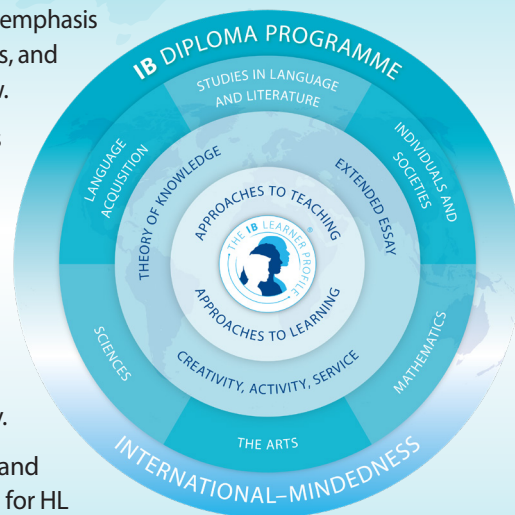 emphasis
s, and
y.
s
y.
and
for HL
IB DIPLOMA PROGRAMME
STUDIES IN LANGUAGE
AND LITERATURE
INDIVIDUALS AND
SOCIETIES
MATHEMATICS
THE ARTS
SCIENCES
LANGUAGE
ACQUISITION
THEORY OF KNOWLEDGE
EXTENDED ESSAY
CREATIVITY, ACTIVITY, SERVICE
APPROACHES TO TEACHING
APPROACHES TO LEARNING
THE IB LEARNER PROFILE®
INTERNATIONAL–MINDEDNESS